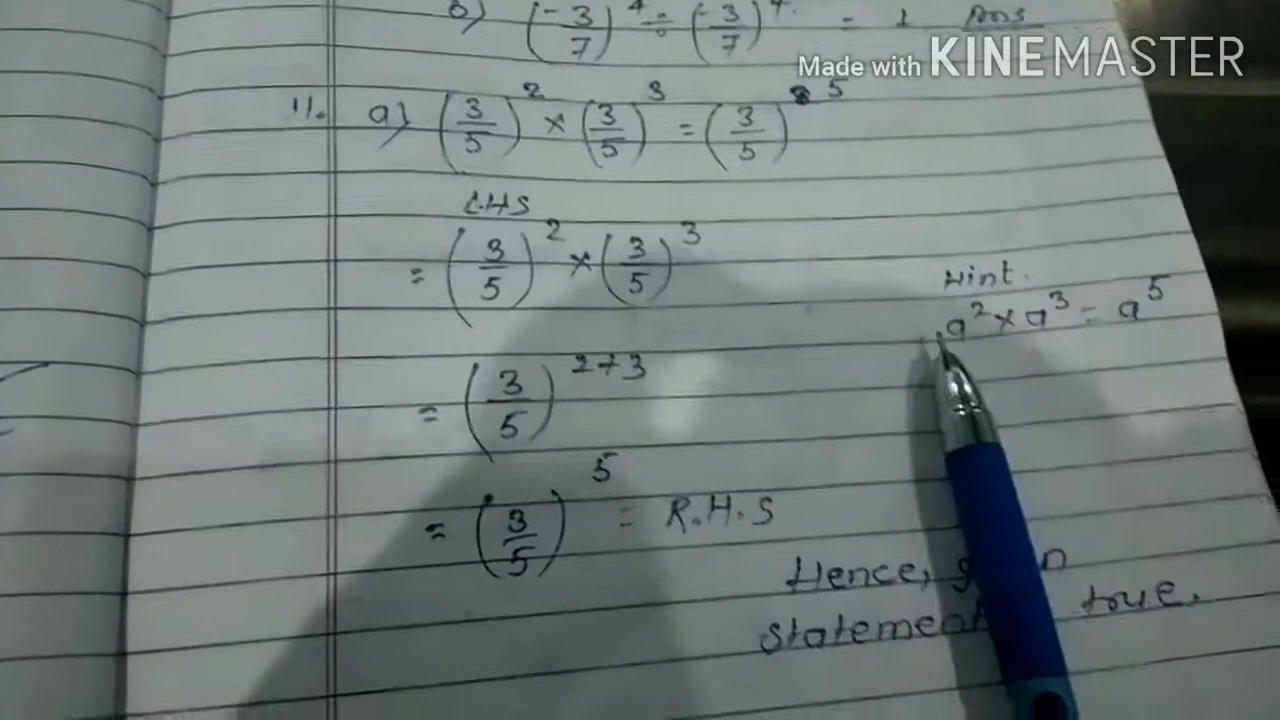 b) (-3/7)^4 ÷ (-3/7)^4 = 1 Ans
Made with KINEMASTER
11. a) (3/5)^2 × (3/5)^3 = (3/5)^5
LHS
= (3/5)^2 × (3/5)^3
Hint.
a^2 × a^3 = a^5
= (3/5)^2+3
= (3/5)^5 = R.H.S
Hence,
statement true.